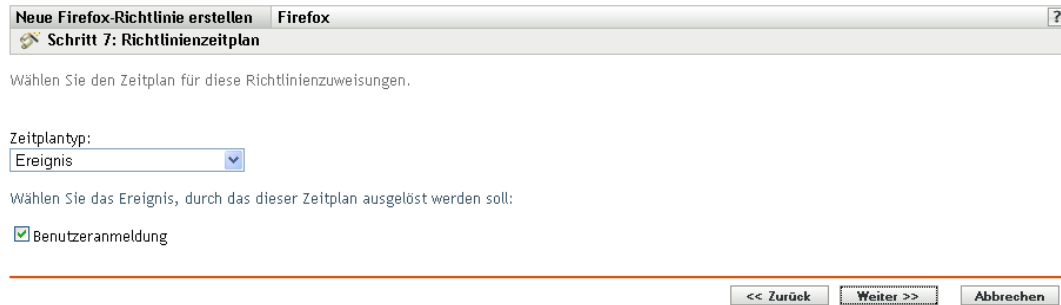 Neue Firefox-Richtlinie erstellen Firefox ?
Schritt 7: Richtlinienzeitplan
Wählen Sie den Zeitplan für diese Richtlinienzuweisungen.
Zeitplantyp:
Ereignis
Wählen Sie das Ereignis, durch das dieser Zeitplan ausgelöst werden soll:
Benutzeranmeldung
<< Zurück Weiter >> Abbrechen